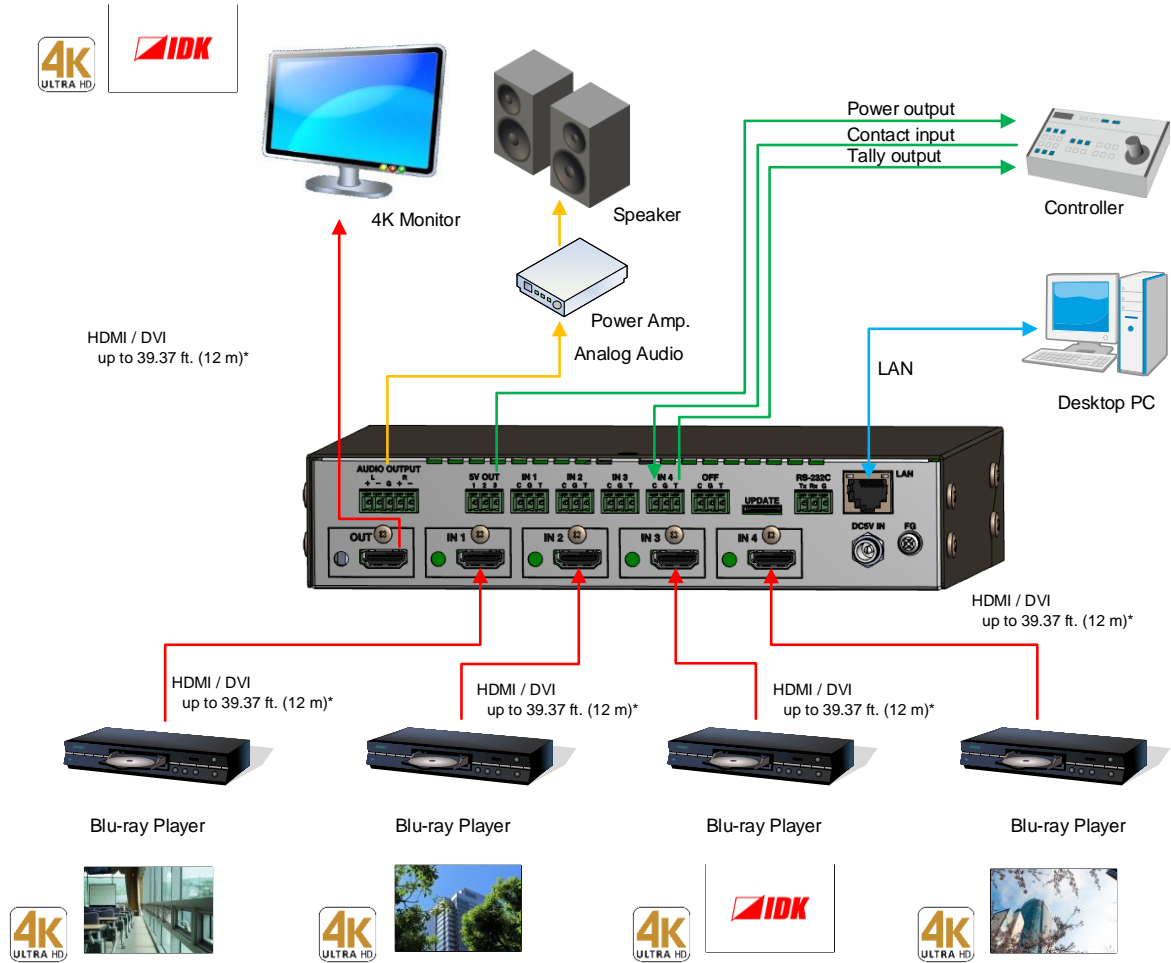 4K
ULTRA HD
IDK
4K Monitor
Speaker
Power output
Contact input
Tally output
Controller
Power Amp.
Analog Audio
HDMI / DVI
up to 39.37 ft. (12 m)*
LAN
Desktop PC
AUDIO OUTPUT
L R
+ - G + -
5V OUT
1 2 3
IN 1
C G T
IN 2
C G T
IN 3
C G T
IN 4
C G T
OFF
C G T
UPDATE
RS-232C
Tx Rx G
LAN
OUT
IN 1
IN 2
IN 3
IN 4
DC5V IN
FG
HDMI / DVI
up to 39.37 ft. (12 m)*
HDMI / DVI
up to 39.37 ft. (12 m)*
HDMI / DVI
up to 39.37 ft. (12 m)*
HDMI / DVI
up to 39.37 ft. (12 m)*
Blu-ray Player
Blu-ray Player
Blu-ray Player
Blu-ray Player
4K
ULTRA HD
4K
ULTRA HD
IDK
4K
ULTRA HD
4K
ULTRA HD